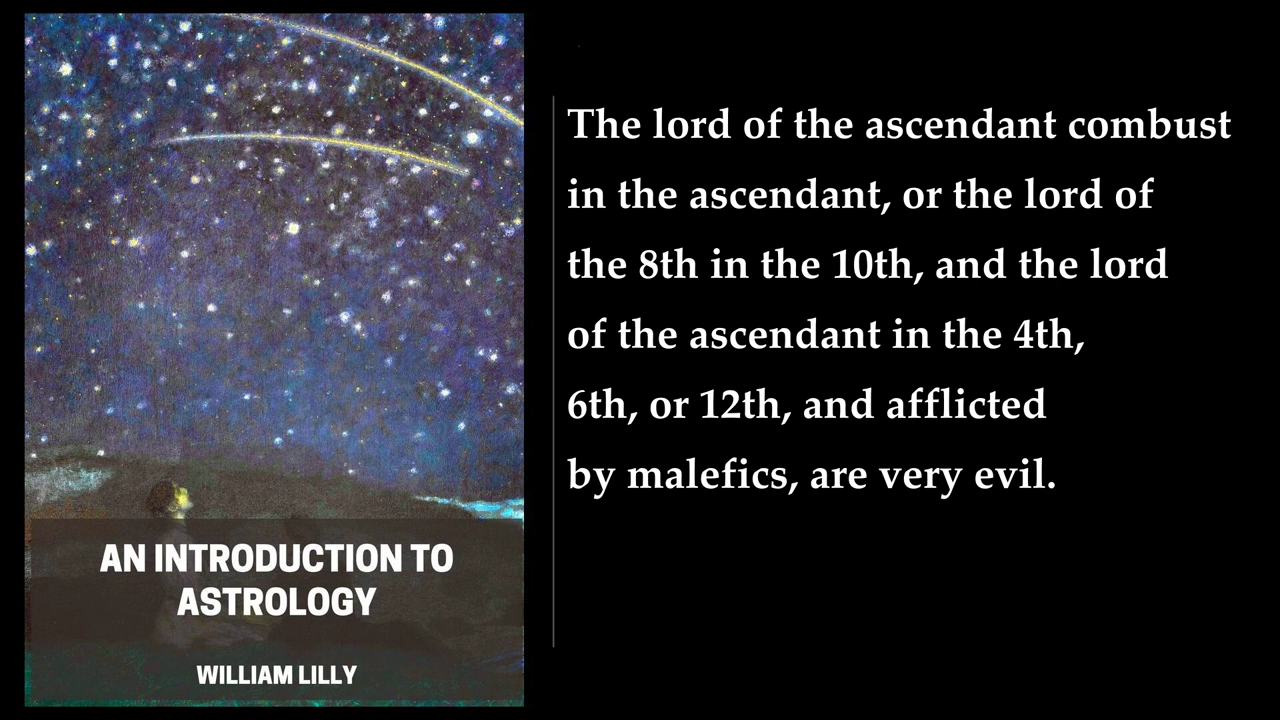 AN INTRODUCTION TO
ASTROLOGY
WILLIAM LILLY
The lord of the ascendant combust
in the ascendant, or the lord of
the 8th in the 10th, and the lord
of the ascendant in the 4th,
6th, or 12th, and afflicted
by malefics, are very evil.